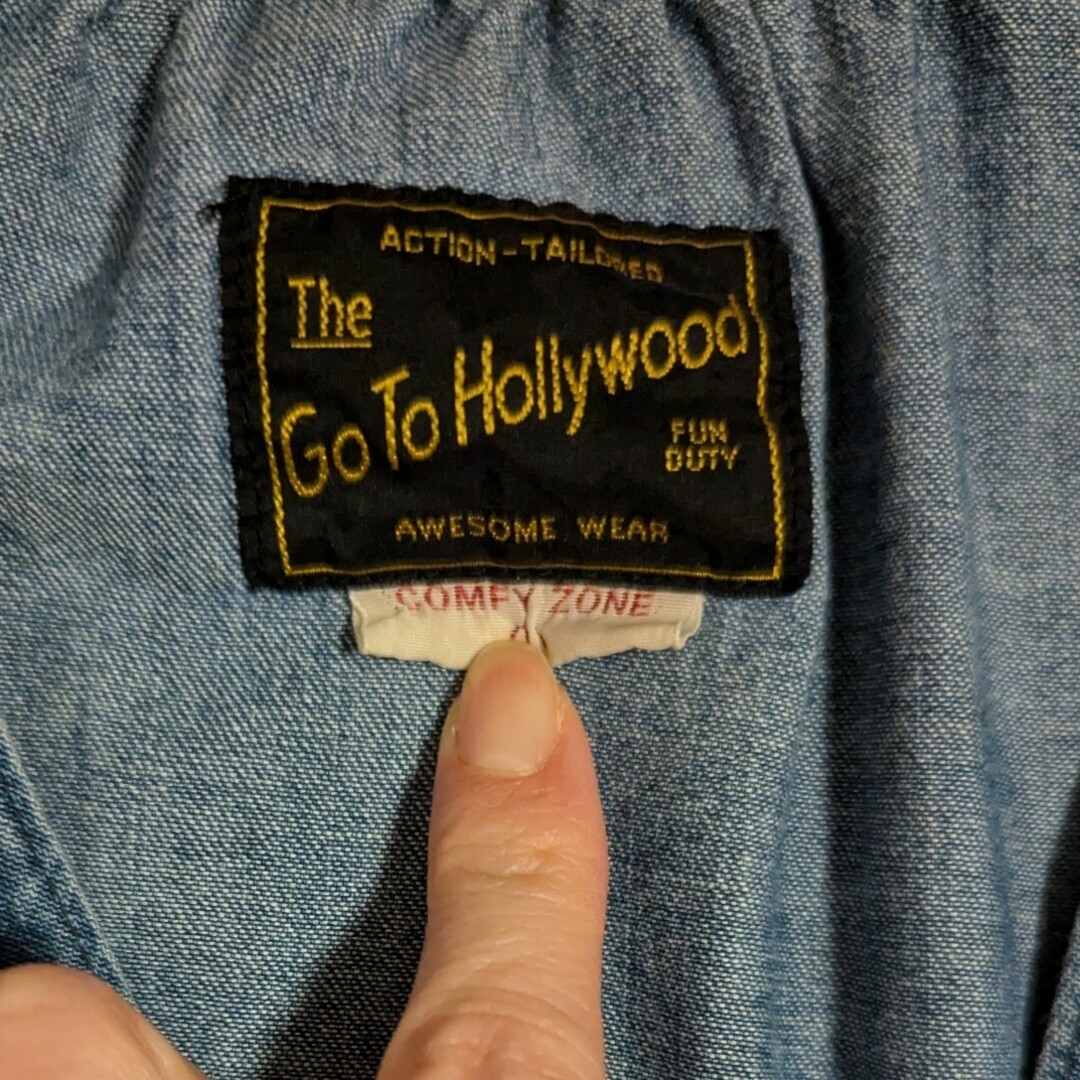 ACTION-TAILORED
The
Go To Hollywood
FUN
DUTY
AWESOME WEAR
COMFY ZONE